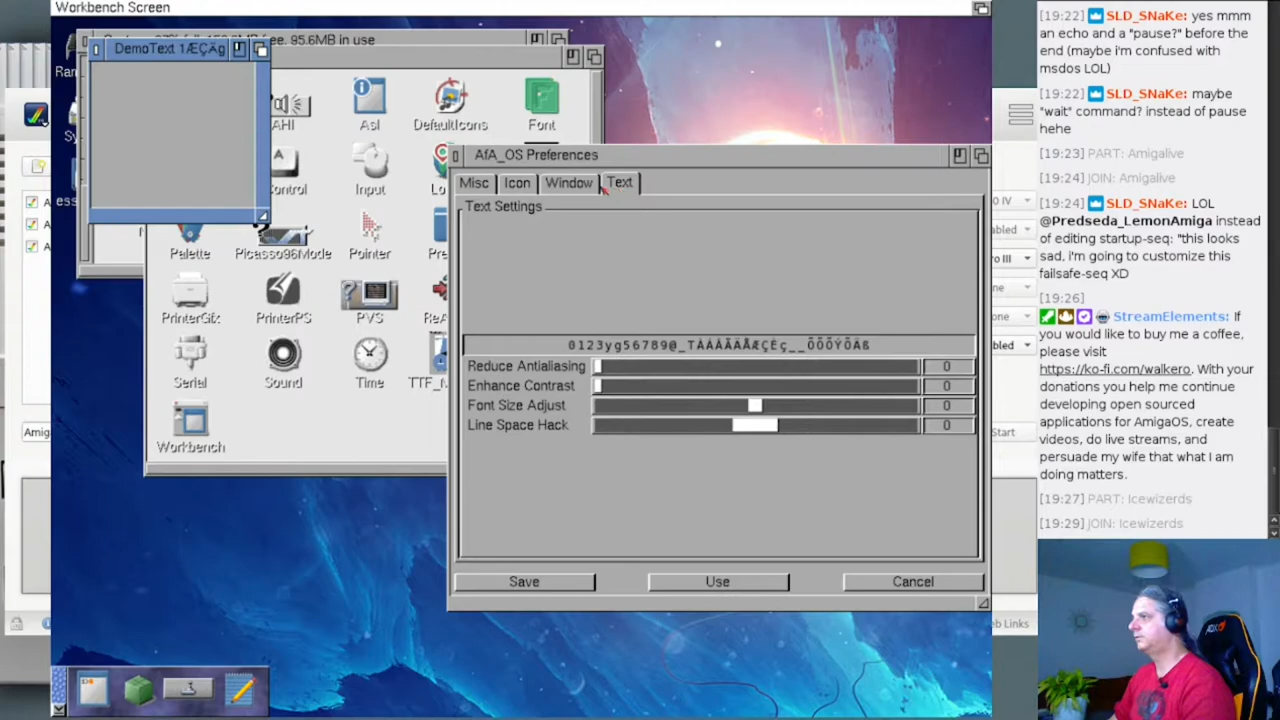 Workbench Screen
free, 95.6MB in use
DemoText 1ÆÇÄg
AHI
Asl
DefaultIcons
Font
Input
Palette
Picasso96Mode
Pointer
PrinterGfx
PrinterPS
PVS
Serial
Sound
Time
Workbench
AfA_OS Preferences
Misc
Icon
Window
Text
Text Settings
Reduce Antialiasing 0
Enhance Contrast 0
Font Size Adjust 0
Line Space Hack 0
Save
Use
Cancel
Start
[19:22] SLD_SNaKe: yes mmm
an echo and a "pause?" before the
end (maybe i'm confused with
msdos LOL)
[19:22] SLD_SNaKe: maybe
"wait" command? instead of pause
hehe
[19:23] PART: Amigalive
[19:24] JOIN: Amigalive
[19:24] SLD_SNaKe: LOL
@Predseda_LemonAmiga instead
of editing startup-seq: "this looks
sad, i'm going to customize this
failsafe-seq XD
[19:26]
StreamElements: If
you would like to buy me a coffee,
please visit
https://ko-fi.com/walkero. With your
donations you help me continue
developing open sourced
applications for AmigaOS, create
videos, do live streams, and
persuade my wife that what I am
doing matters.
[19:27] PART: Icewizerds
[19:29] JOIN: Icewizerds